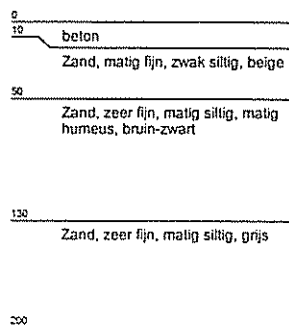 0
10
beton
Zand, matig fijn, zwak siltig, beige
50
Zand, zeer fijn, matig siltig, matig
humeus, bruin-zwart
130
Zand, zeer fijn, matig siltig, grijs
200